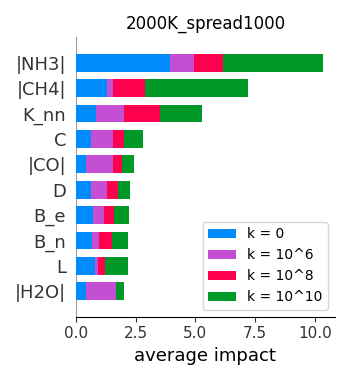 2000K_spread1000
|NH3|
|CH4|
K_nn
C
|CO|
D
B_e
B_n
L
|H2O|
k = 0
k = 10^6
k = 10^8
k = 10^10
0.0 2.5 5.0 7.5 10.0
average impact